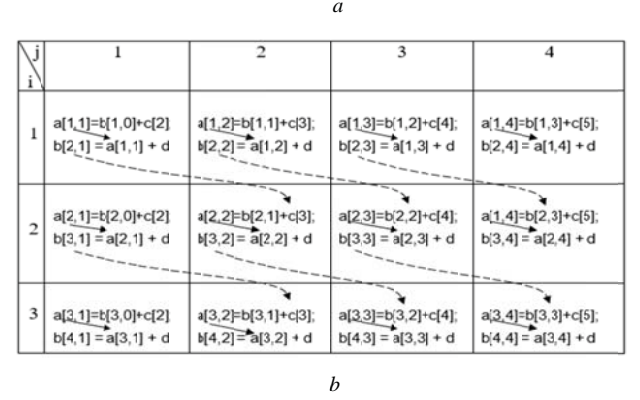 a
j 1 2 3 4
i
1
a[1,1]=b[1,0]+c[2] a[1,2]=b[1,1]+c[3]; a[1,3]=b[1,2]+c[4]; a[1,4]=b[1,3]+c[5];
b[2,1] = a[1,1] + d b[2,2] = a[1,2] + d b[2,3] = a[1,3] + d b[2,4] = a[1,4] + d
2
a[2,1]=b[2,0]+c[2] a[2,2]=b[2,1]+c[3]; a[2,3]=b[2,2]+c[4]; a[1,4]=b[2,3]+c[5];
b[3,1] = a[2,1] + d b[3,2] = a[2,2] + d b[3,3] = a[2,3] + d b[3,4] = a[2,4] + d
3
a[3,1]=b[3,0]+c[2] a[3,2]=b[3,1]+c[3]; a[3,3]=b[3,2]+c[4]; a[3,4]=b[3,3]+c[5];
b[4,1] = a[3,1] + d b[4,2] = a[3,2] + d b[4,3] = a[3,3] + d b[4,4] = a[3,4] + d
b